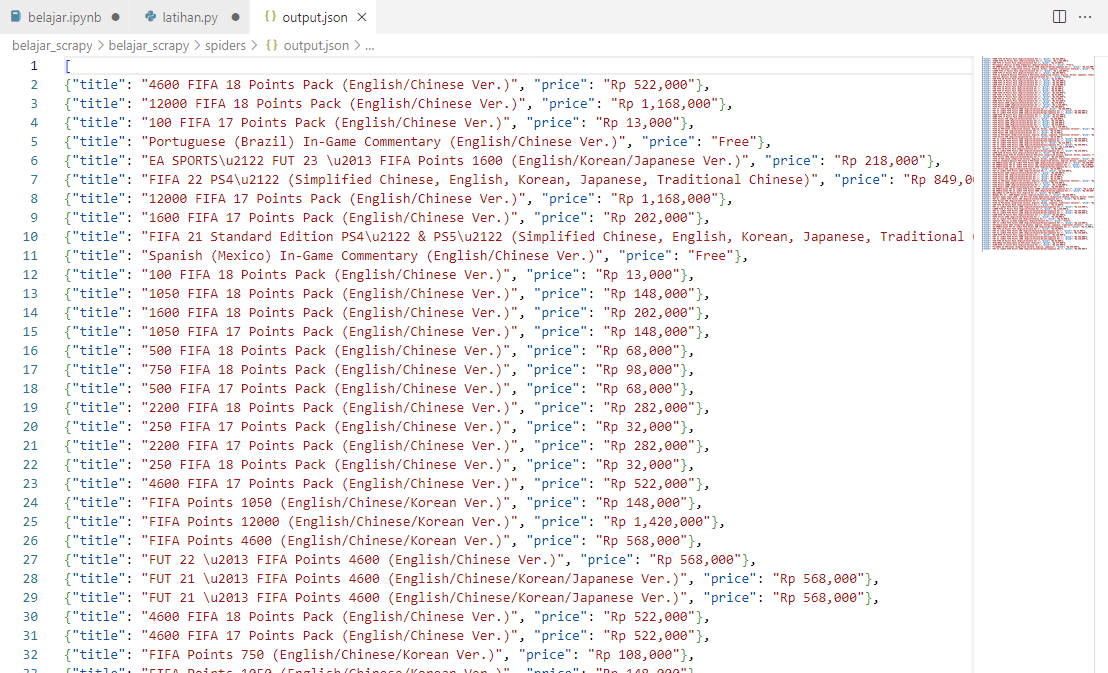 belajar.ipynb ● latihan.py ● {} output.json ×
belajar_scrapy > belajar_scrapy > spiders > {} output.json > ...
1 [
2 {"title": "4600 FIFA 18 Points Pack (English/Chinese Ver.)", "price": "Rp 522,000"},
3 {"title": "12000 FIFA 18 Points Pack (English/Chinese Ver.)", "price": "Rp 1,168,000"},
4 {"title": "100 FIFA 17 Points Pack (English/Chinese Ver.)", "price": "Rp 13,000"},
5 {"title": "Portuguese (Brazil) In-Game Commentary (English/Chinese Ver.)", "price": "Free"},
6 {"title": "EA SPORTS\u2122 FUT 23 \u2013 FIFA Points 1600 (English/Korean/Japanese Ver.)", "price": "Rp 218,000"},
7 {"title": "FIFA 22 PS4\u2122 (Simplified Chinese, English, Korean, Japanese, Traditional Chinese)", "price": "Rp 849,0
8 {"title": "12000 FIFA 17 Points Pack (English/Chinese Ver.)", "price": "Rp 1,168,000"},
9 {"title": "1600 FIFA 17 Points Pack (English/Chinese Ver.)", "price": "Rp 202,000"},
10 {"title": "FIFA 21 Standard Edition PS4\u2122 & PS5\u2122 (Simplified Chinese, English, Korean, Japanese, Traditional
11 {"title": "Spanish (Mexico) In-Game Commentary (English/Chinese Ver.)", "price": "Free"},
12 {"title": "100 FIFA 18 Points Pack (English/Chinese Ver.)", "price": "Rp 13,000"},
13 {"title": "1050 FIFA 18 Points Pack (English/Chinese Ver.)", "price": "Rp 148,000"},
14 {"title": "1600 FIFA 18 Points Pack (English/Chinese Ver.)", "price": "Rp 202,000"},
15 {"title": "1050 FIFA 17 Points Pack (English/Chinese Ver.)", "price": "Rp 148,000"},
16 {"title": "500 FIFA 18 Points Pack (English/Chinese Ver.)", "price": "Rp 68,000"},
17 {"title": "750 FIFA 18 Points Pack (English/Chinese Ver.)", "price": "Rp 98,000"},
18 {"title": "500 FIFA 17 Points Pack (English/Chinese Ver.)", "price": "Rp 68,000"},
19 {"title": "2200 FIFA 18 Points Pack (English/Chinese Ver.)", "price": "Rp 282,000"},
20 {"title": "250 FIFA 17 Points Pack (English/Chinese Ver.)", "price": "Rp 32,000"},
21 {"title": "2200 FIFA 17 Points Pack (English/Chinese Ver.)", "price": "Rp 282,000"},
22 {"title": "250 FIFA 18 Points Pack (English/Chinese Ver.)", "price": "Rp 32,000"},
23 {"title": "4600 FIFA 17 Points Pack (English/Chinese Ver.)", "price": "Rp 522,000"},
24 {"title": "FIFA Points 1050 (English/Chinese/Korean Ver.)", "price": "Rp 148,000"},
25 {"title": "FIFA Points 12000 (English/Chinese/Korean Ver.)", "price": "Rp 1,420,000"},
26 {"title": "FIFA Points 4600 (English/Chinese/Korean Ver.)", "price": "Rp 568,000"},
27 {"title": "FUT 22 \u2013 FIFA Points 4600 (English/Chinese Ver.)", "price": "Rp 568,000"},
28 {"title": "FUT 21 \u2013 FIFA Points 4600 (English/Chinese/Korean/Japanese Ver.)", "price": "Rp 568,000"},
29 {"title": "FUT 21 \u2013 FIFA Points 4600 (English/Chinese/Korean/Japanese Ver.)", "price": "Rp 568,000"},
30 {"title": "4600 FIFA 18 Points Pack (English/Chinese Ver.)", "price": "Rp 522,000"},
31 {"title": "4600 FIFA 17 Points Pack (English/Chinese Ver.)", "price": "Rp 522,000"},
32 {"title": "FIFA Points 750 (English/Chinese/Korean Ver.)", "price": "Rp 108,000"},
33 {"title": "FIFA Points 1050 (English/Chinese/Korean Ver.)", "price": "Rp 148,000"},